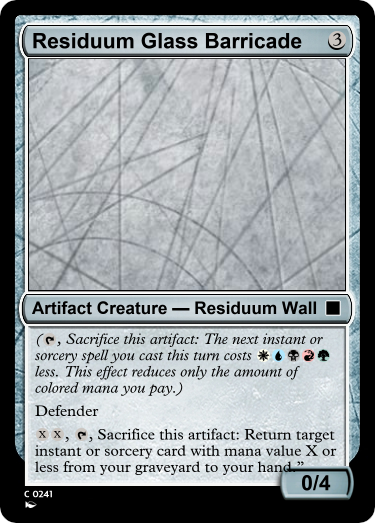 Residuum Glass Barricade 3
Artifact Creature — Residuum Wall
(T, Sacrifice this artifact: The next instant or
sorcery spell you cast this turn costs
less. This effect reduces only the amount of
colored mana you pay.)
Defender
X X, T, Sacrifice this artifact: Return target
instant or sorcery card with mana value X or
less from your graveyard to your hand."
0/4
C 0241